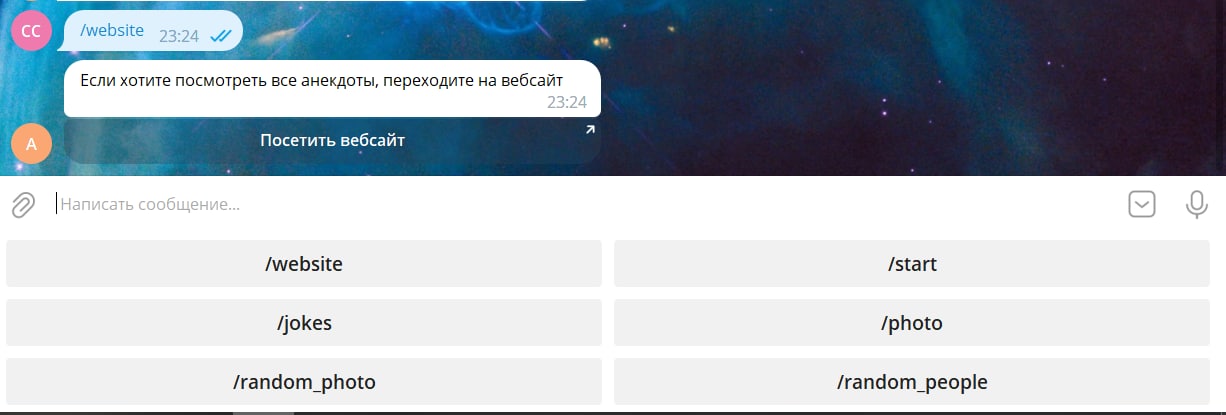 CC
/website 23:24
Если хотите посмотреть все анекдоты, переходите на вебсайт
23:24
A
Посетить вебсайт
Написать сообщение...
/website /start
/jokes /photo
/random_photo /random_people